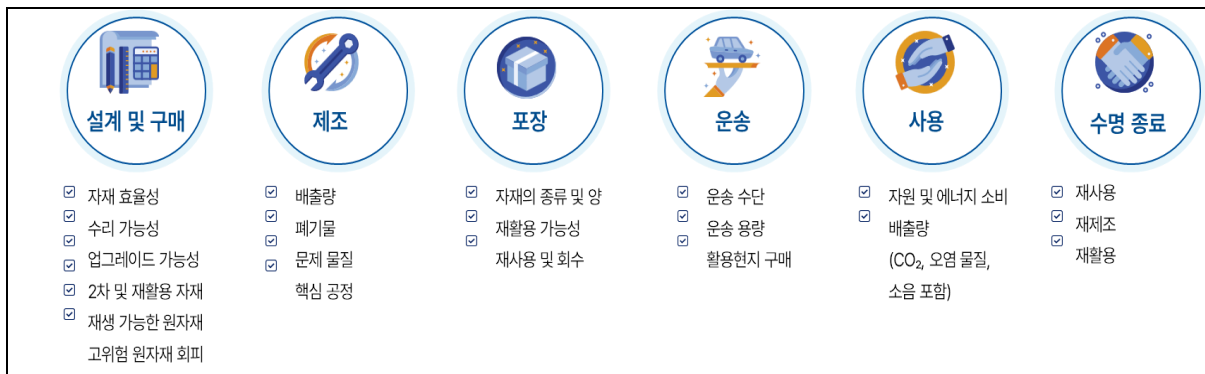 설계 및 구매
자재 효율성
수리 가능성
업그레이드 가능성
2차 및 재활용 자재
재생 가능한 원자재
고위험 원자재 회피
제조
배출량
폐기물
문제 물질
핵심 공정
포장
자재의 종류 및 양
재활용 가능성
재사용 및 회수
운송
운송 수단
운송 용량
활용현지 구매
사용
자원 및 에너지 소비
배출량
(CO₂, 오염 물질,
소음 포함)
수명 종료
재사용
재제조
재활용